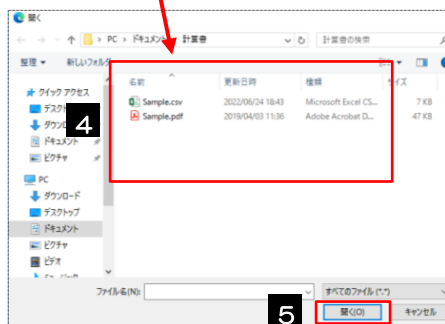 開く
PC › ドキュメント › 計算書
計算書の検索
整理 新しいフォルダ
名前 更新日時 種類 サイズ
クイック アクセス
Sample.csv 2022/06/24 18:43 Microsoft Excel CS... 7 KB
デスク
Sample.pdf 2019/04/03 11:36 Adobe Acrobat D... 47 KB
4
ダウンロ
ドキュメント
ピクチャ
PC
ダウンロード
デスクトップ
ドキュメント
ピクチャ
ビデオ
ミュージック
ファイル名(N):
すべてのファイル (*.*)
5
開く(O)
キャンセル